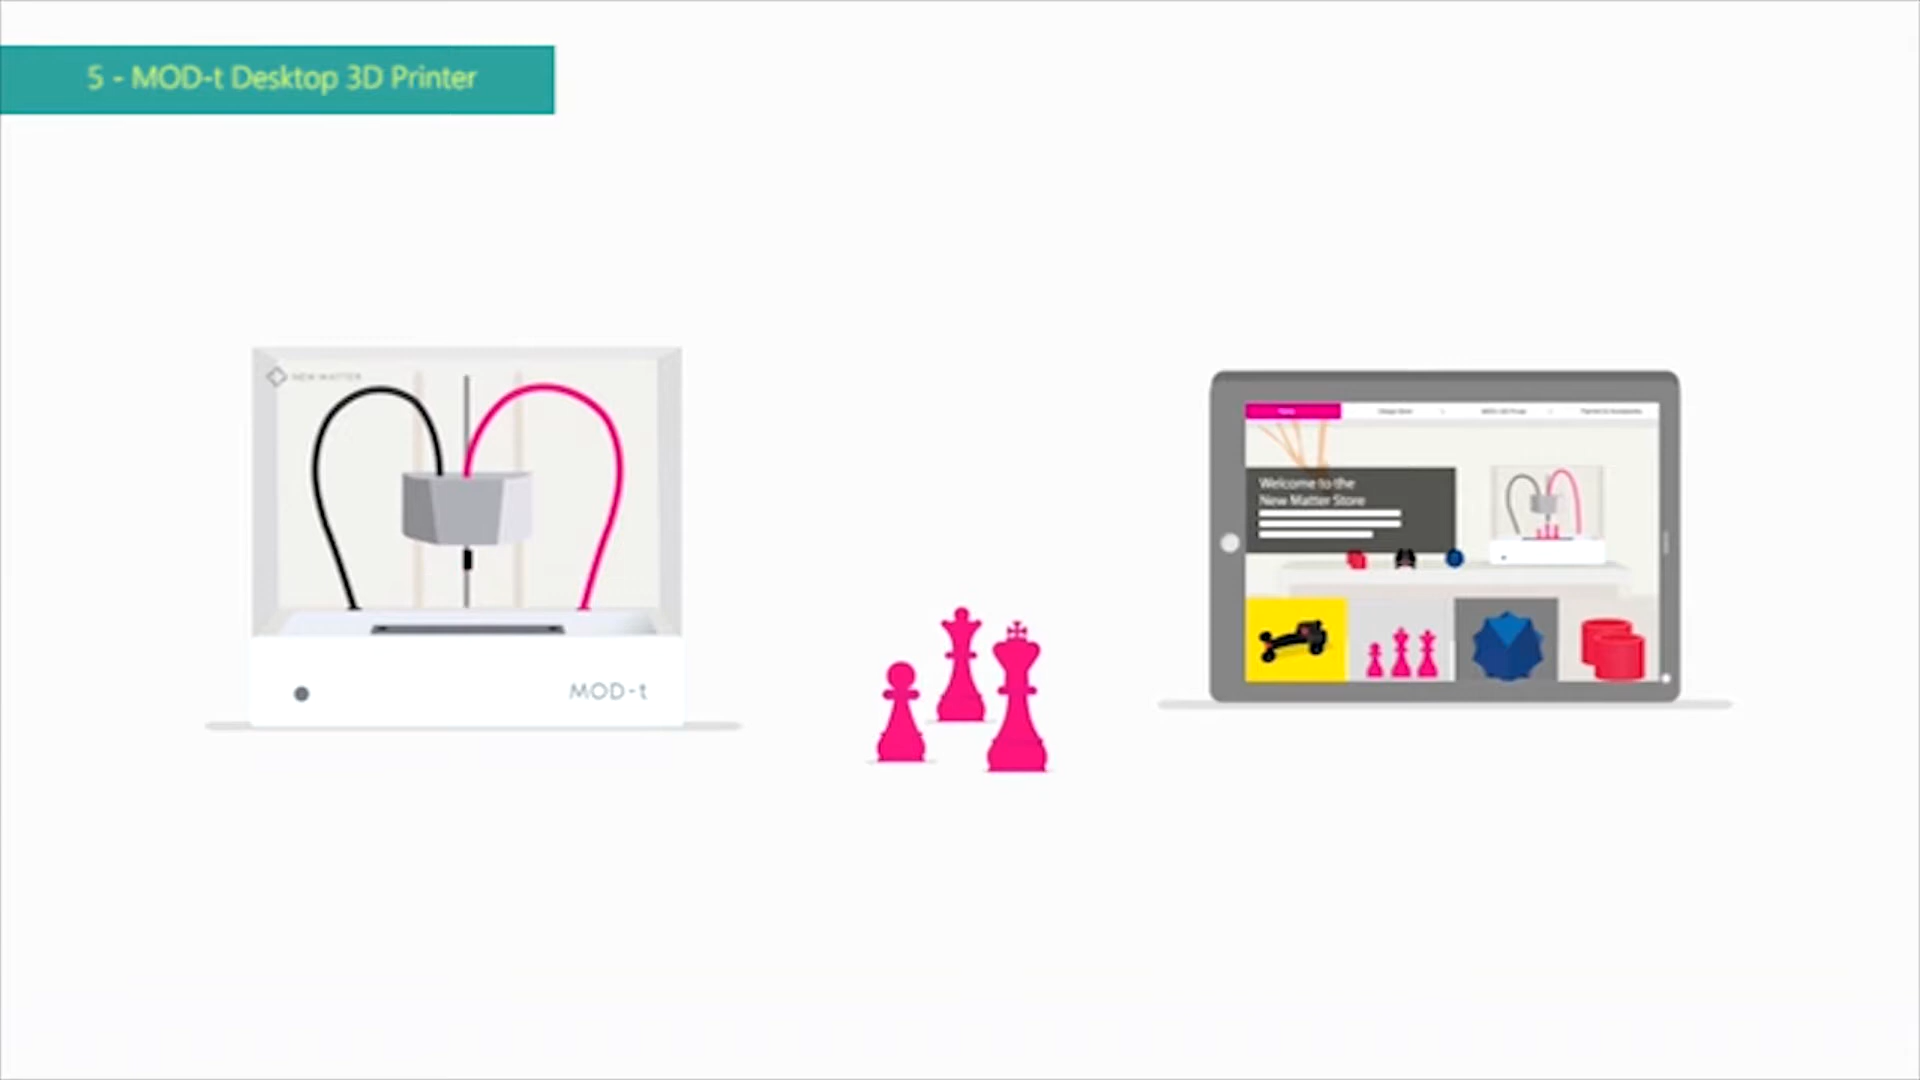 5 - MOD-t Desktop 3D Printer
NEW MATTER
MOD-t
Welcome to the
New Matter Store